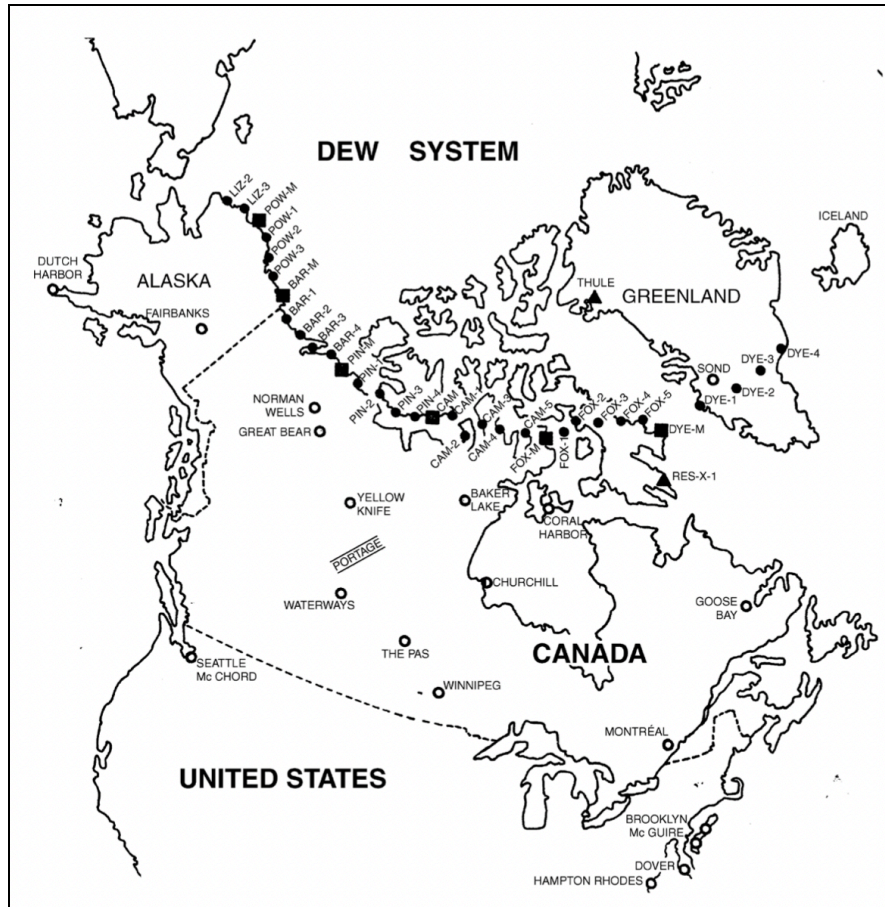 DEW SYSTEM
LIZ-2
LIZ-3
POW-M
POW-1
POW-2
POW-3
BAR-M
BAR-1
BAR-2
BAR-3
BAR-4
PIN-M
PIN-1
PIN-2
PIN-3
PIN-4
CAM
CAM-1
CAM-2
CAM-3
CAM-4
CAM-5
FOX-M
FOX-1
FOX-2
FOX-3
FOX-4
FOX-5
DYE-M
DYE-1
DYE-2
DYE-3
DYE-4
ICELAND
DUTCH
HARBOR
ALASKA
FAIRBANKS
THULE
GREENLAND
SOND
NORMAN
WELLS
GREAT BEAR
RES-X-1
YELLOW
KNIFE
BAKER
LAKE
CORAL
HARBOR
PORTAGE
CHURCHILL
WATERWAYS
GOOSE
BAY
THE PAS
CANADA
SEATTLE
Mc CHORD
WINNIPEG
MONTRÉAL
UNITED STATES
BROOKLYN
Mc GUIRE
DOVER
HAMPTON RHODES